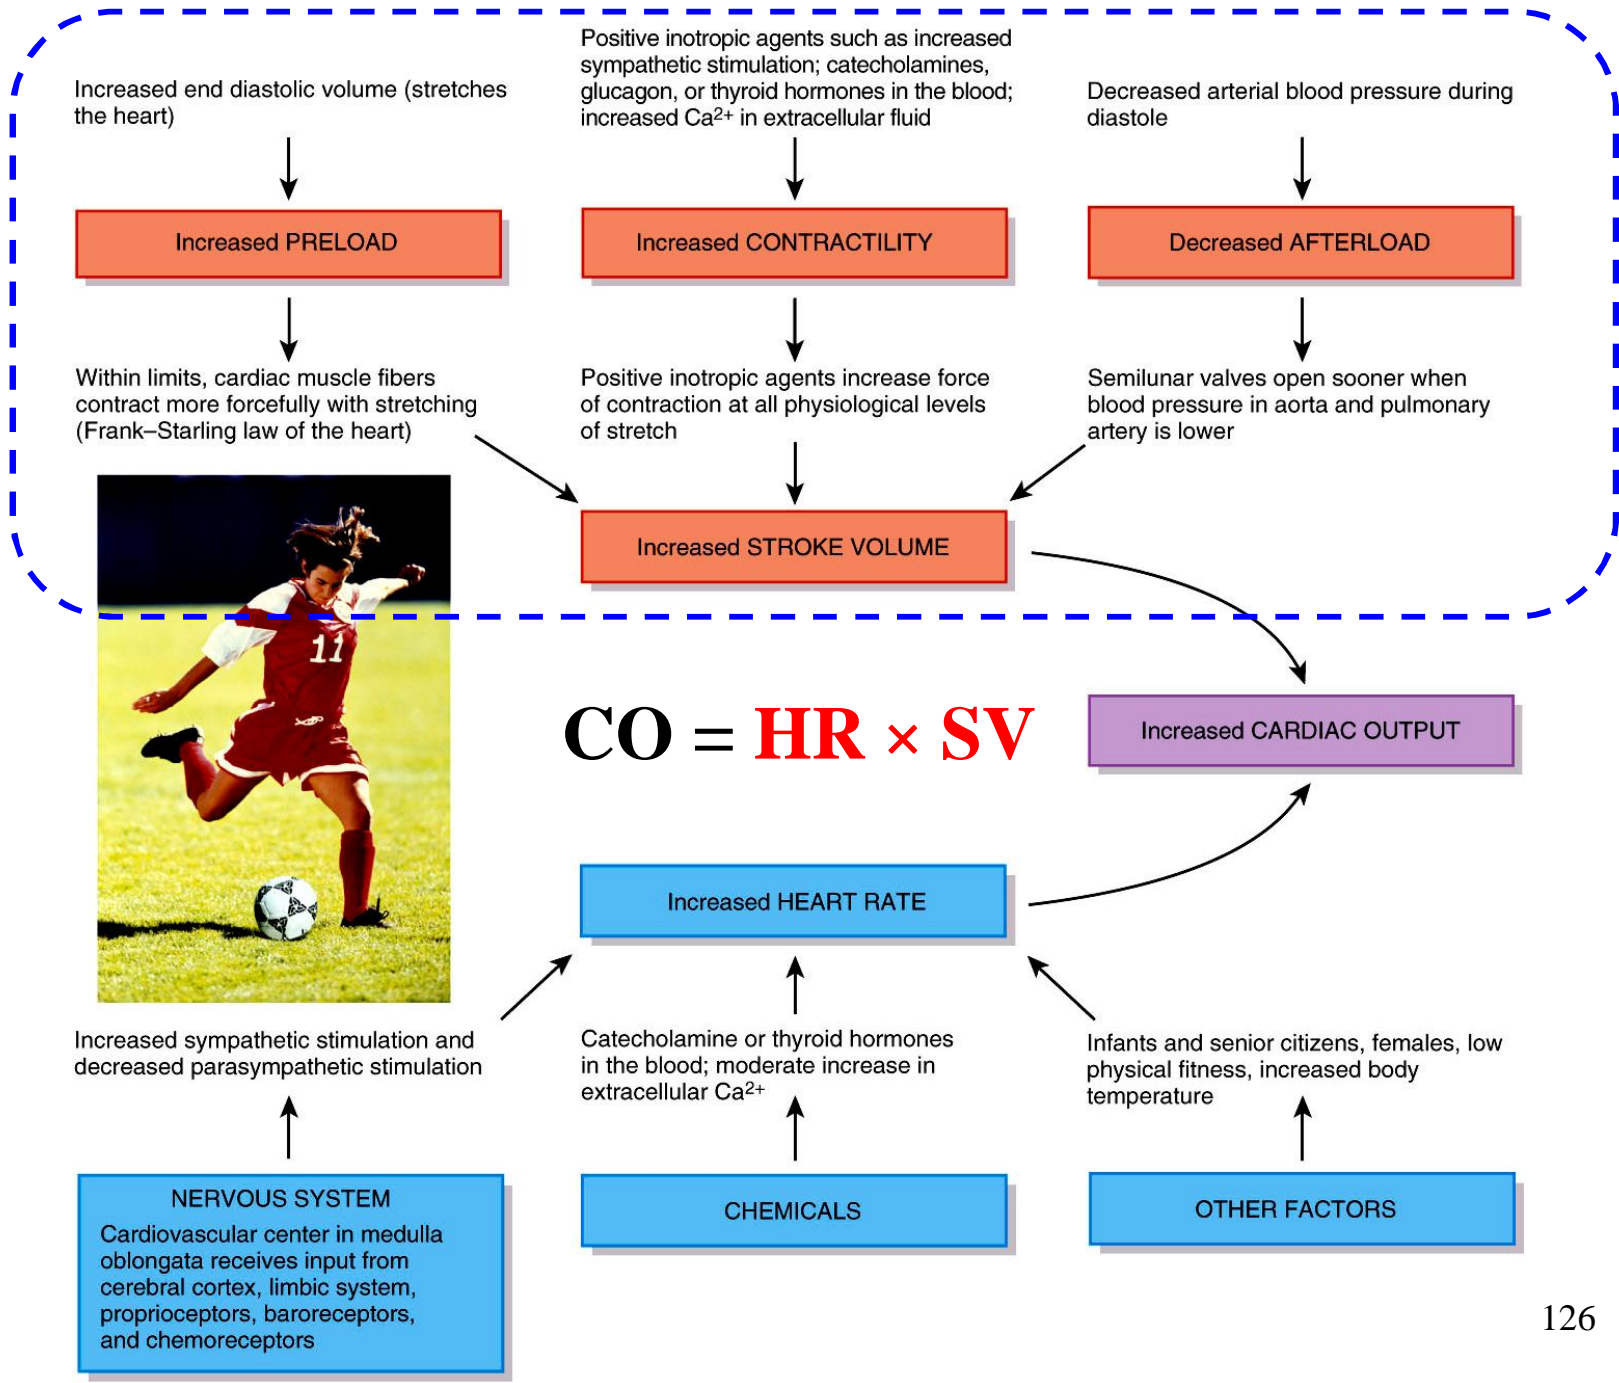 Increased end diastolic volume (stretches
the heart)
Positive inotropic agents such as increased
sympathetic stimulation; catecholamines,
glucagon, or thyroid hormones in the blood;
increased Ca2+ in extracellular fluid
Decreased arterial blood pressure during
diastole
Increased PRELOAD
Increased CONTRACTILITY
Decreased AFTERLOAD
Within limits, cardiac muscle fibers
contract more forcefully with stretching
(Frank–Starling law of the heart)
Positive inotropic agents increase force
of contraction at all physiological levels
of stretch
Semilunar valves open sooner when
blood pressure in aorta and pulmonary
artery is lower
Increased STROKE VOLUME
11
CO = HR × SV
Increased CARDIAC OUTPUT
Increased HEART RATE
Increased sympathetic stimulation and
decreased parasympathetic stimulation
Catecholamine or thyroid hormones
in the blood; moderate increase in
extracellular Ca2+
Infants and senior citizens, females, low
physical fitness, increased body
temperature
NERVOUS SYSTEM
Cardiovascular center in medulla
oblongata receives input from
cerebral cortex, limbic system,
proprioceptors, baroreceptors,
and chemoreceptors
CHEMICALS
OTHER FACTORS
126